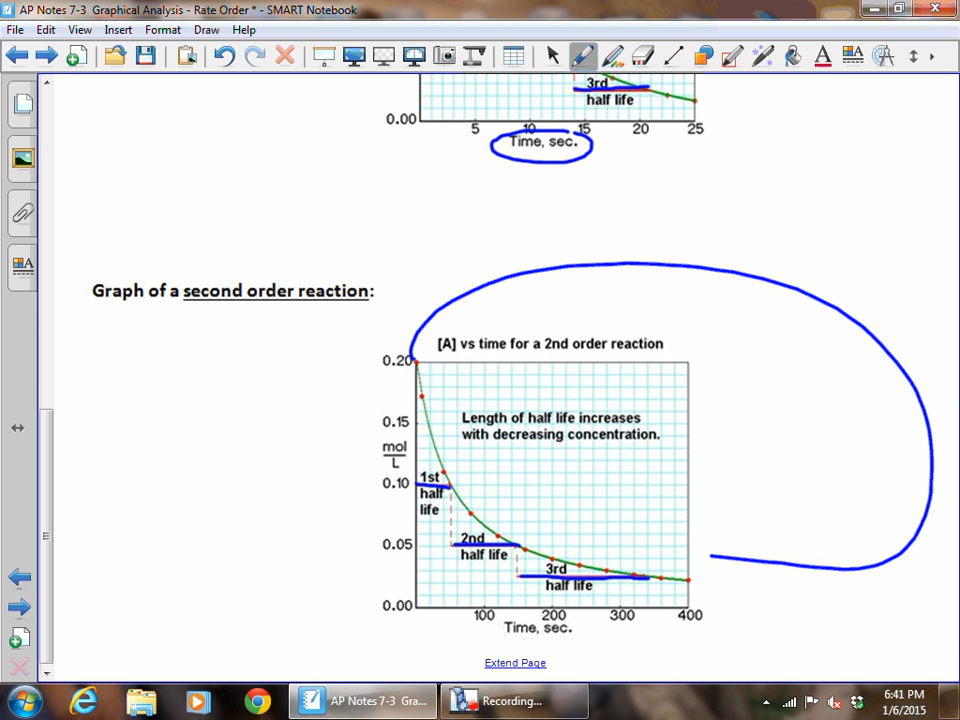 AP Notes 7-3  Graphical Analysis - Rate Order * - SMART Notebook
File Edit View Insert Format Draw Help
3rd
half life
0.00
5 10 15 20 25
Time, sec.
Graph of a second order reaction:
[A] vs time for a 2nd order reaction
0.20
Length of half life increases
with decreasing concentration.
0.15
mol
L
1st
half
life
0.10
2nd
half life
0.05
3rd
half life
0.00
100 200 300 400
Time, sec.
Extend Page
AP Notes 7-3  Gra... Recording...
6:41 PM
1/6/2015